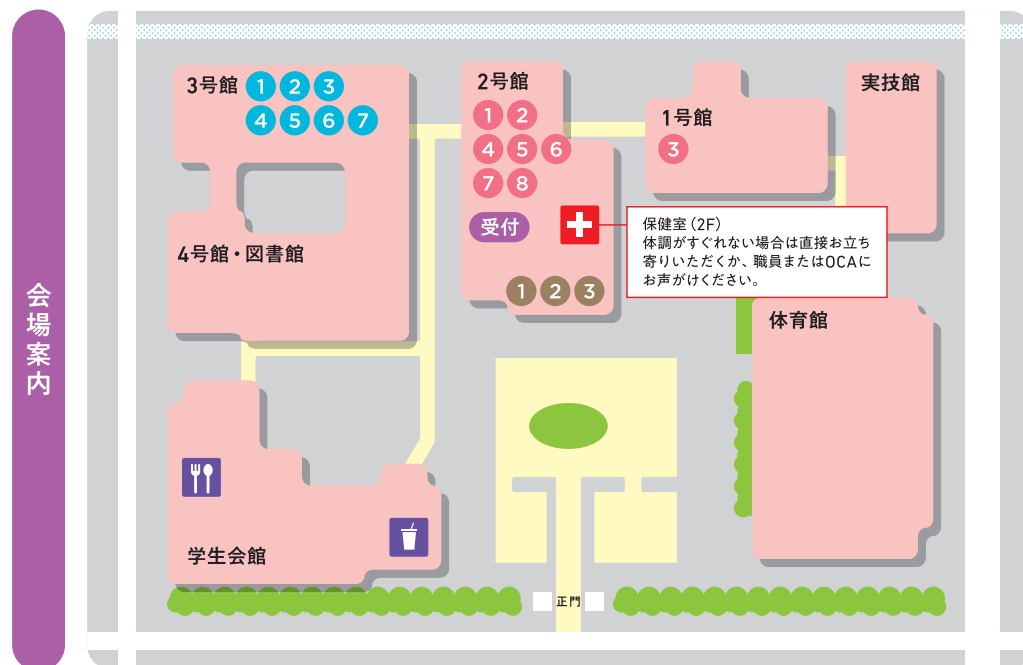 会場案内
3号館 1 2 3
4 5 6 7
4号館・図書館
2号館
1 2
4 5 6
7 8
受付
1 2 3
1号館
3
実技館
保健室（2F）
体調がすぐれない場合は直接お立ち
寄りいただくか、職員またはOCAに
お声がけください。
体育館
学生会館
正門